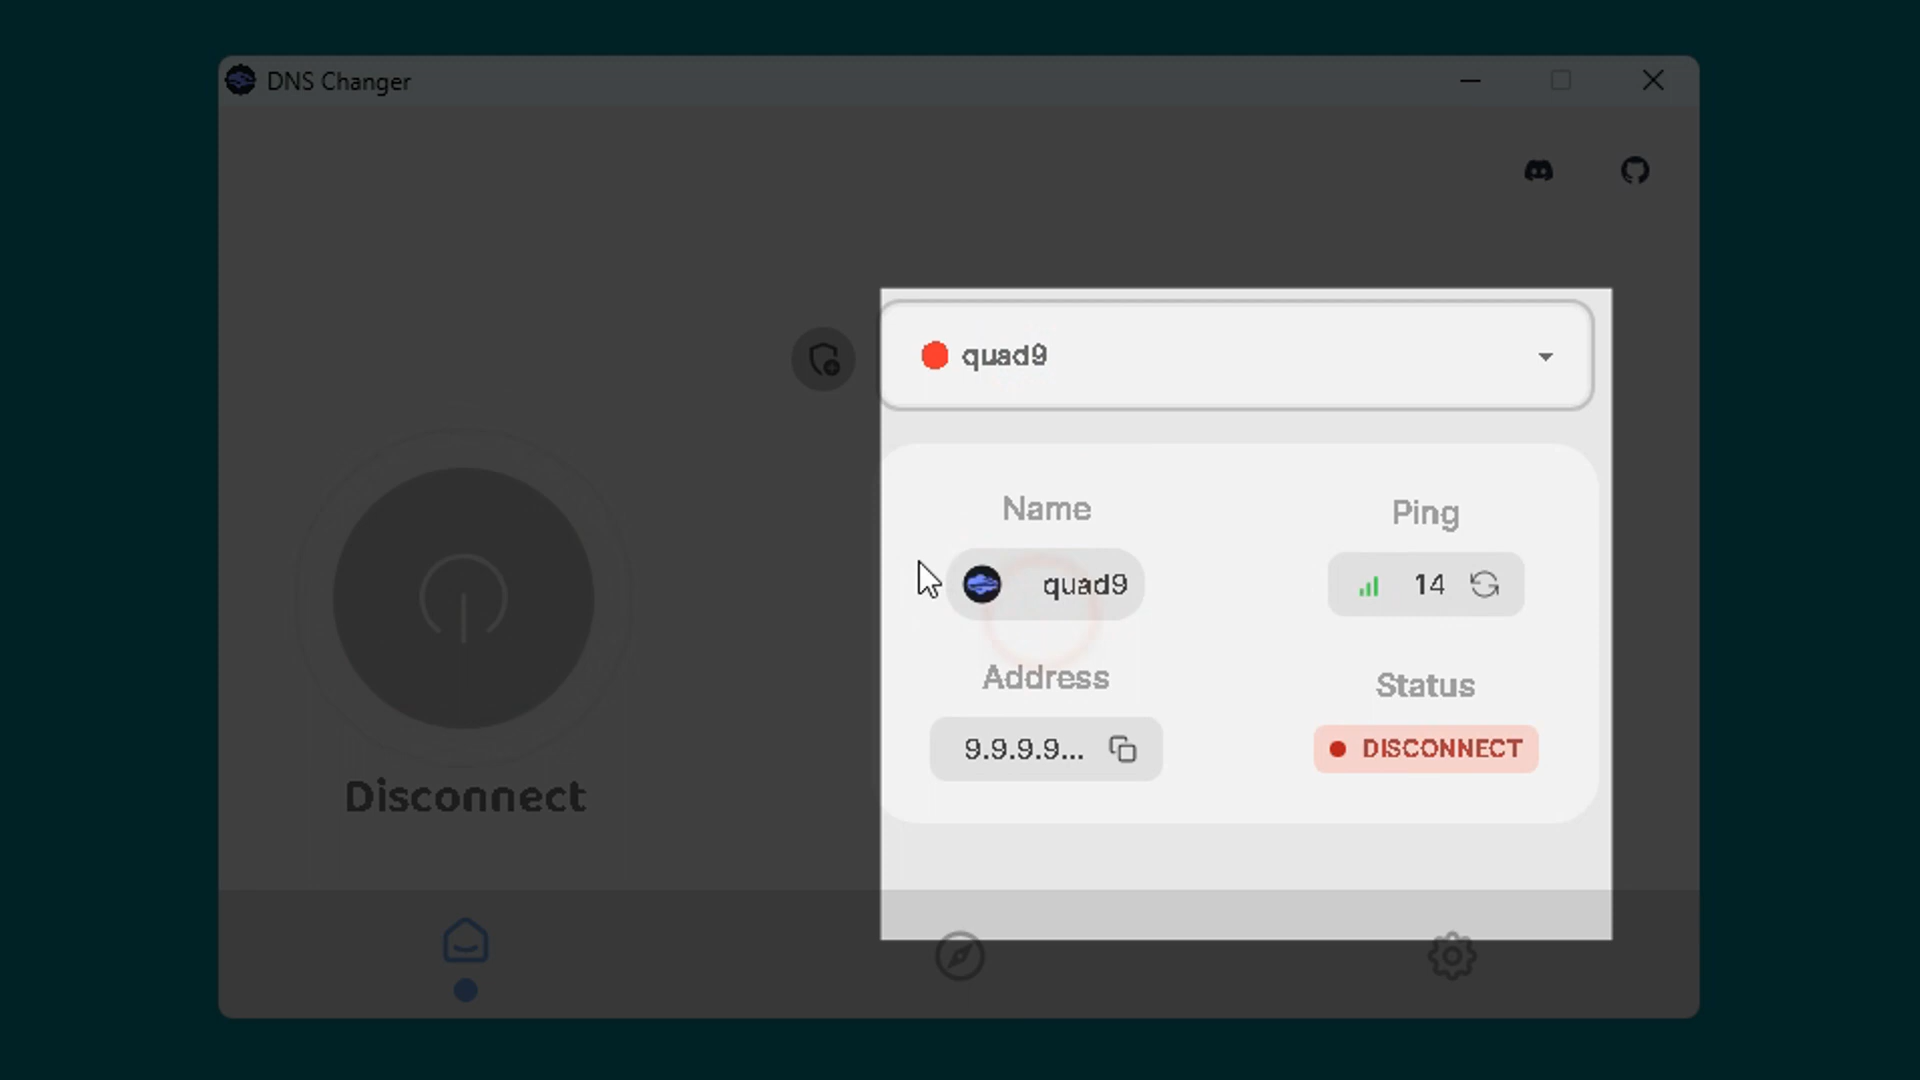 DNS Changer
quad9
Name
Ping
quad9
14
Address
Status
9.9.9.9...
DISCONNECT
Disconnect